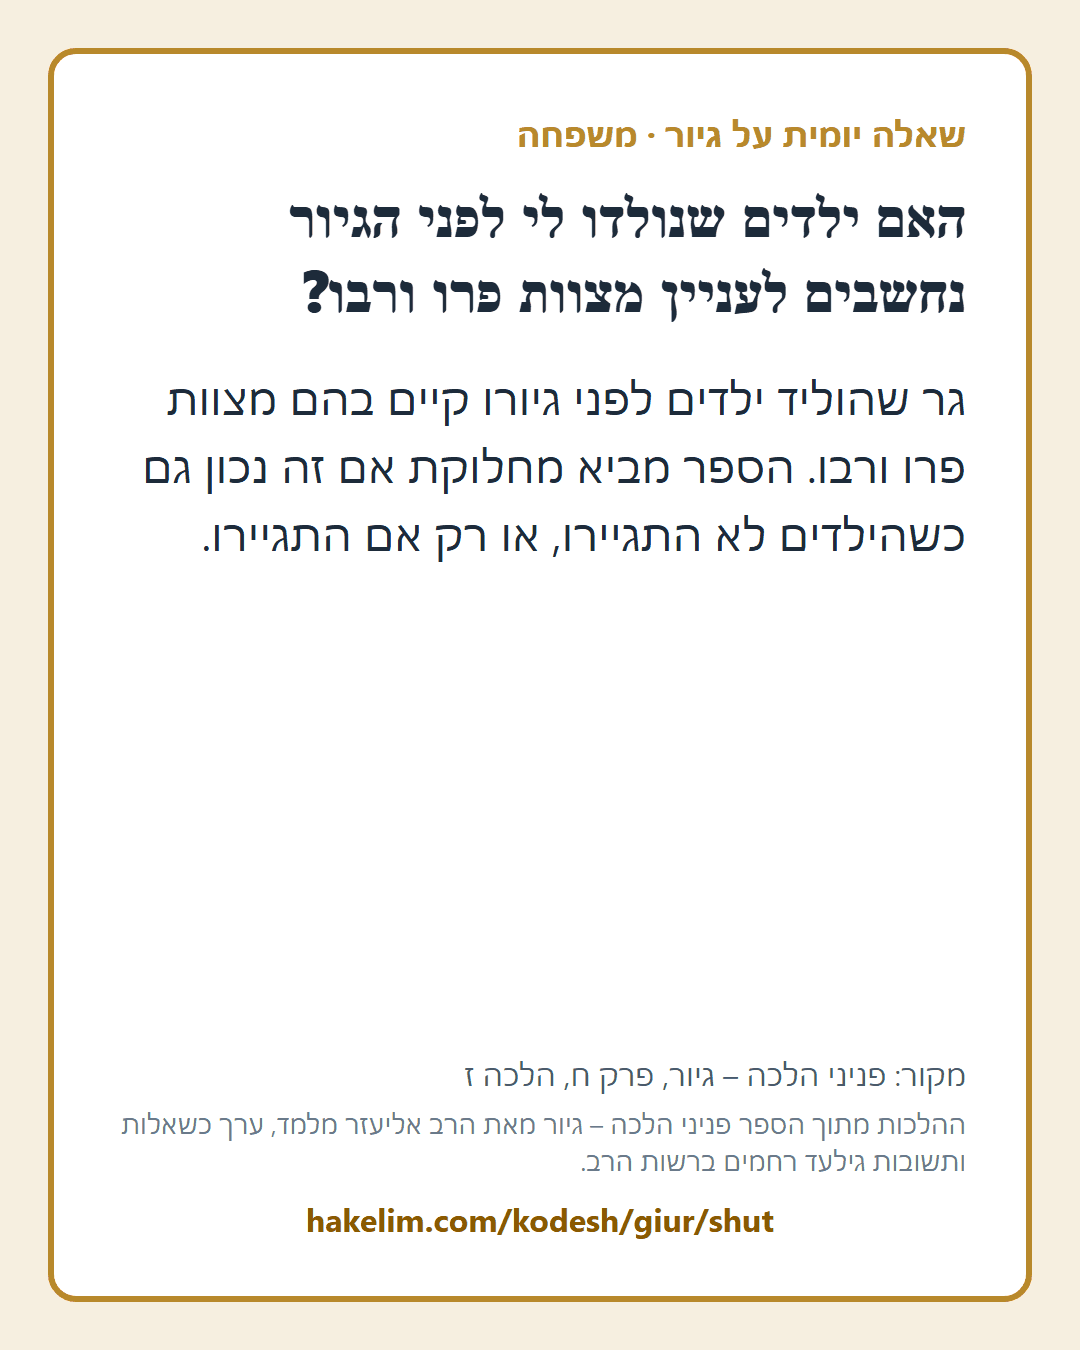 שאלה יומית על גיור · משפחה
האם ילדים שנולדו לי לפני הגיור
נחשבים לעניין מצוות פרו ורבו?
גר שהוליד ילדים לפני גיורו קיים בהם מצוות
פרו ורבו. הספר מביא מחלוקת אם זה נכון גם
כשהילדים לא התגיירו, או רק אם התגיירו.
מקור: פניני הלכה – גיור, פרק ח, הלכה ז
ההלכות מתוך הספר פניני הלכה – גיור מאת הרב אליעזר מלמד, ערך כשאלות
ותשובות גילעד רחמים ברשות הרב.
hakelim.com/kodesh/giur/shut